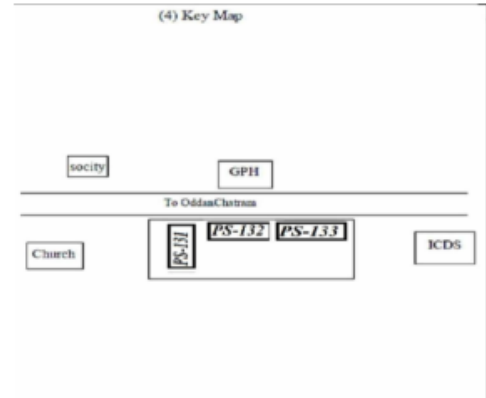 (4) Key Map
socity
GPH
To OddanChatram
PS-131
PS-132
PS-133
Church
ICDS